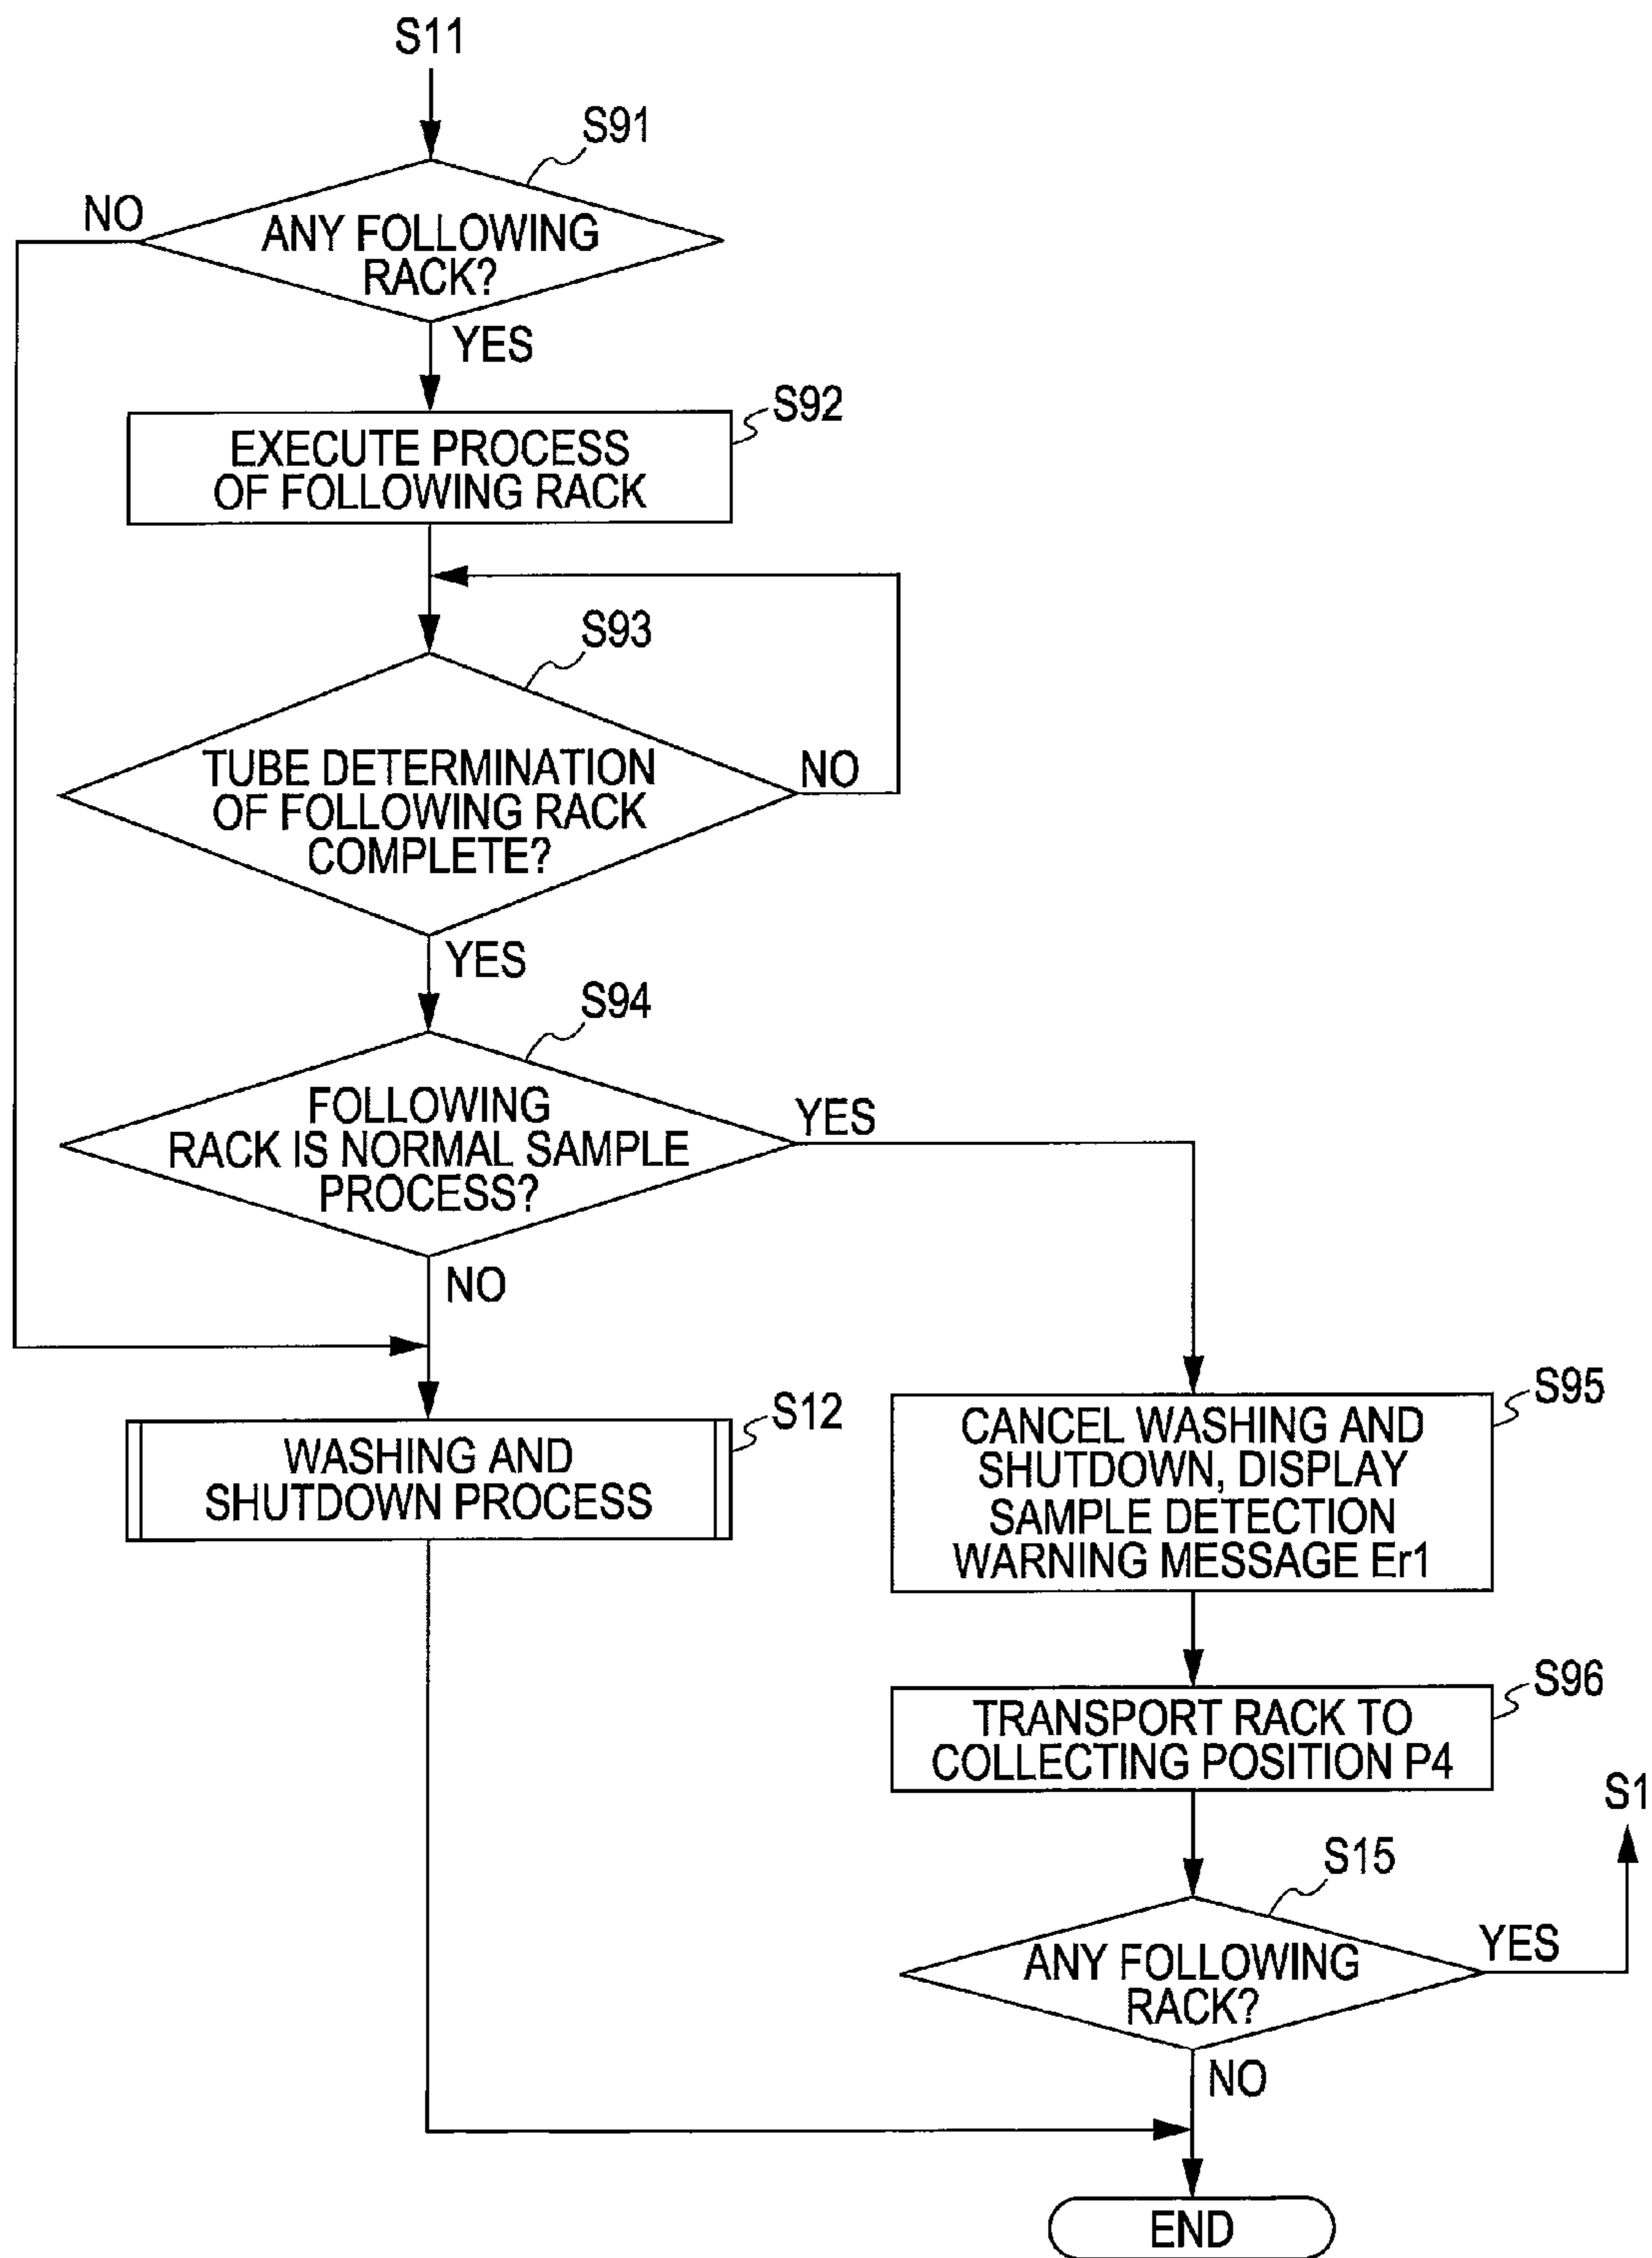 S11
S91
NO
ANY FOLLOWING
RACK?
YES
S92
EXECUTE PROCESS
OF FOLLOWING RACK
S93
TUBE DETERMINATION
OF FOLLOWING RACK
COMPLETE?
NO
YES
S94
FOLLOWING
RACK IS NORMAL SAMPLE
PROCESS?
YES
NO
S12
WASHING AND
SHUTDOWN PROCESS
S95
CANCEL WASHING AND
SHUTDOWN, DISPLAY
SAMPLE DETECTION
WARNING MESSAGE Er1
S96
TRANSPORT RACK TO
COLLECTING POSITION P4
S1
S15
ANY FOLLOWING
RACK?
YES
NO
END